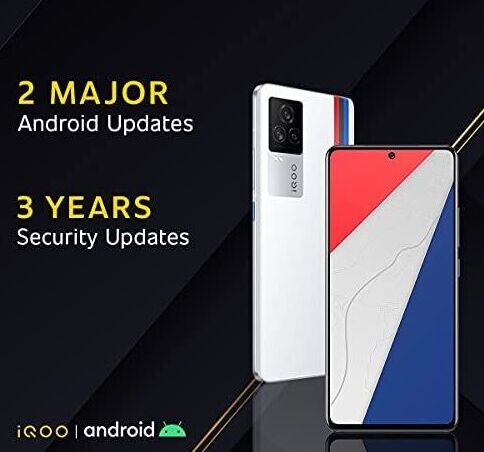 2 MAJOR
Android Updates
3 YEARS
Security Updates
iQOO
iQOO | android